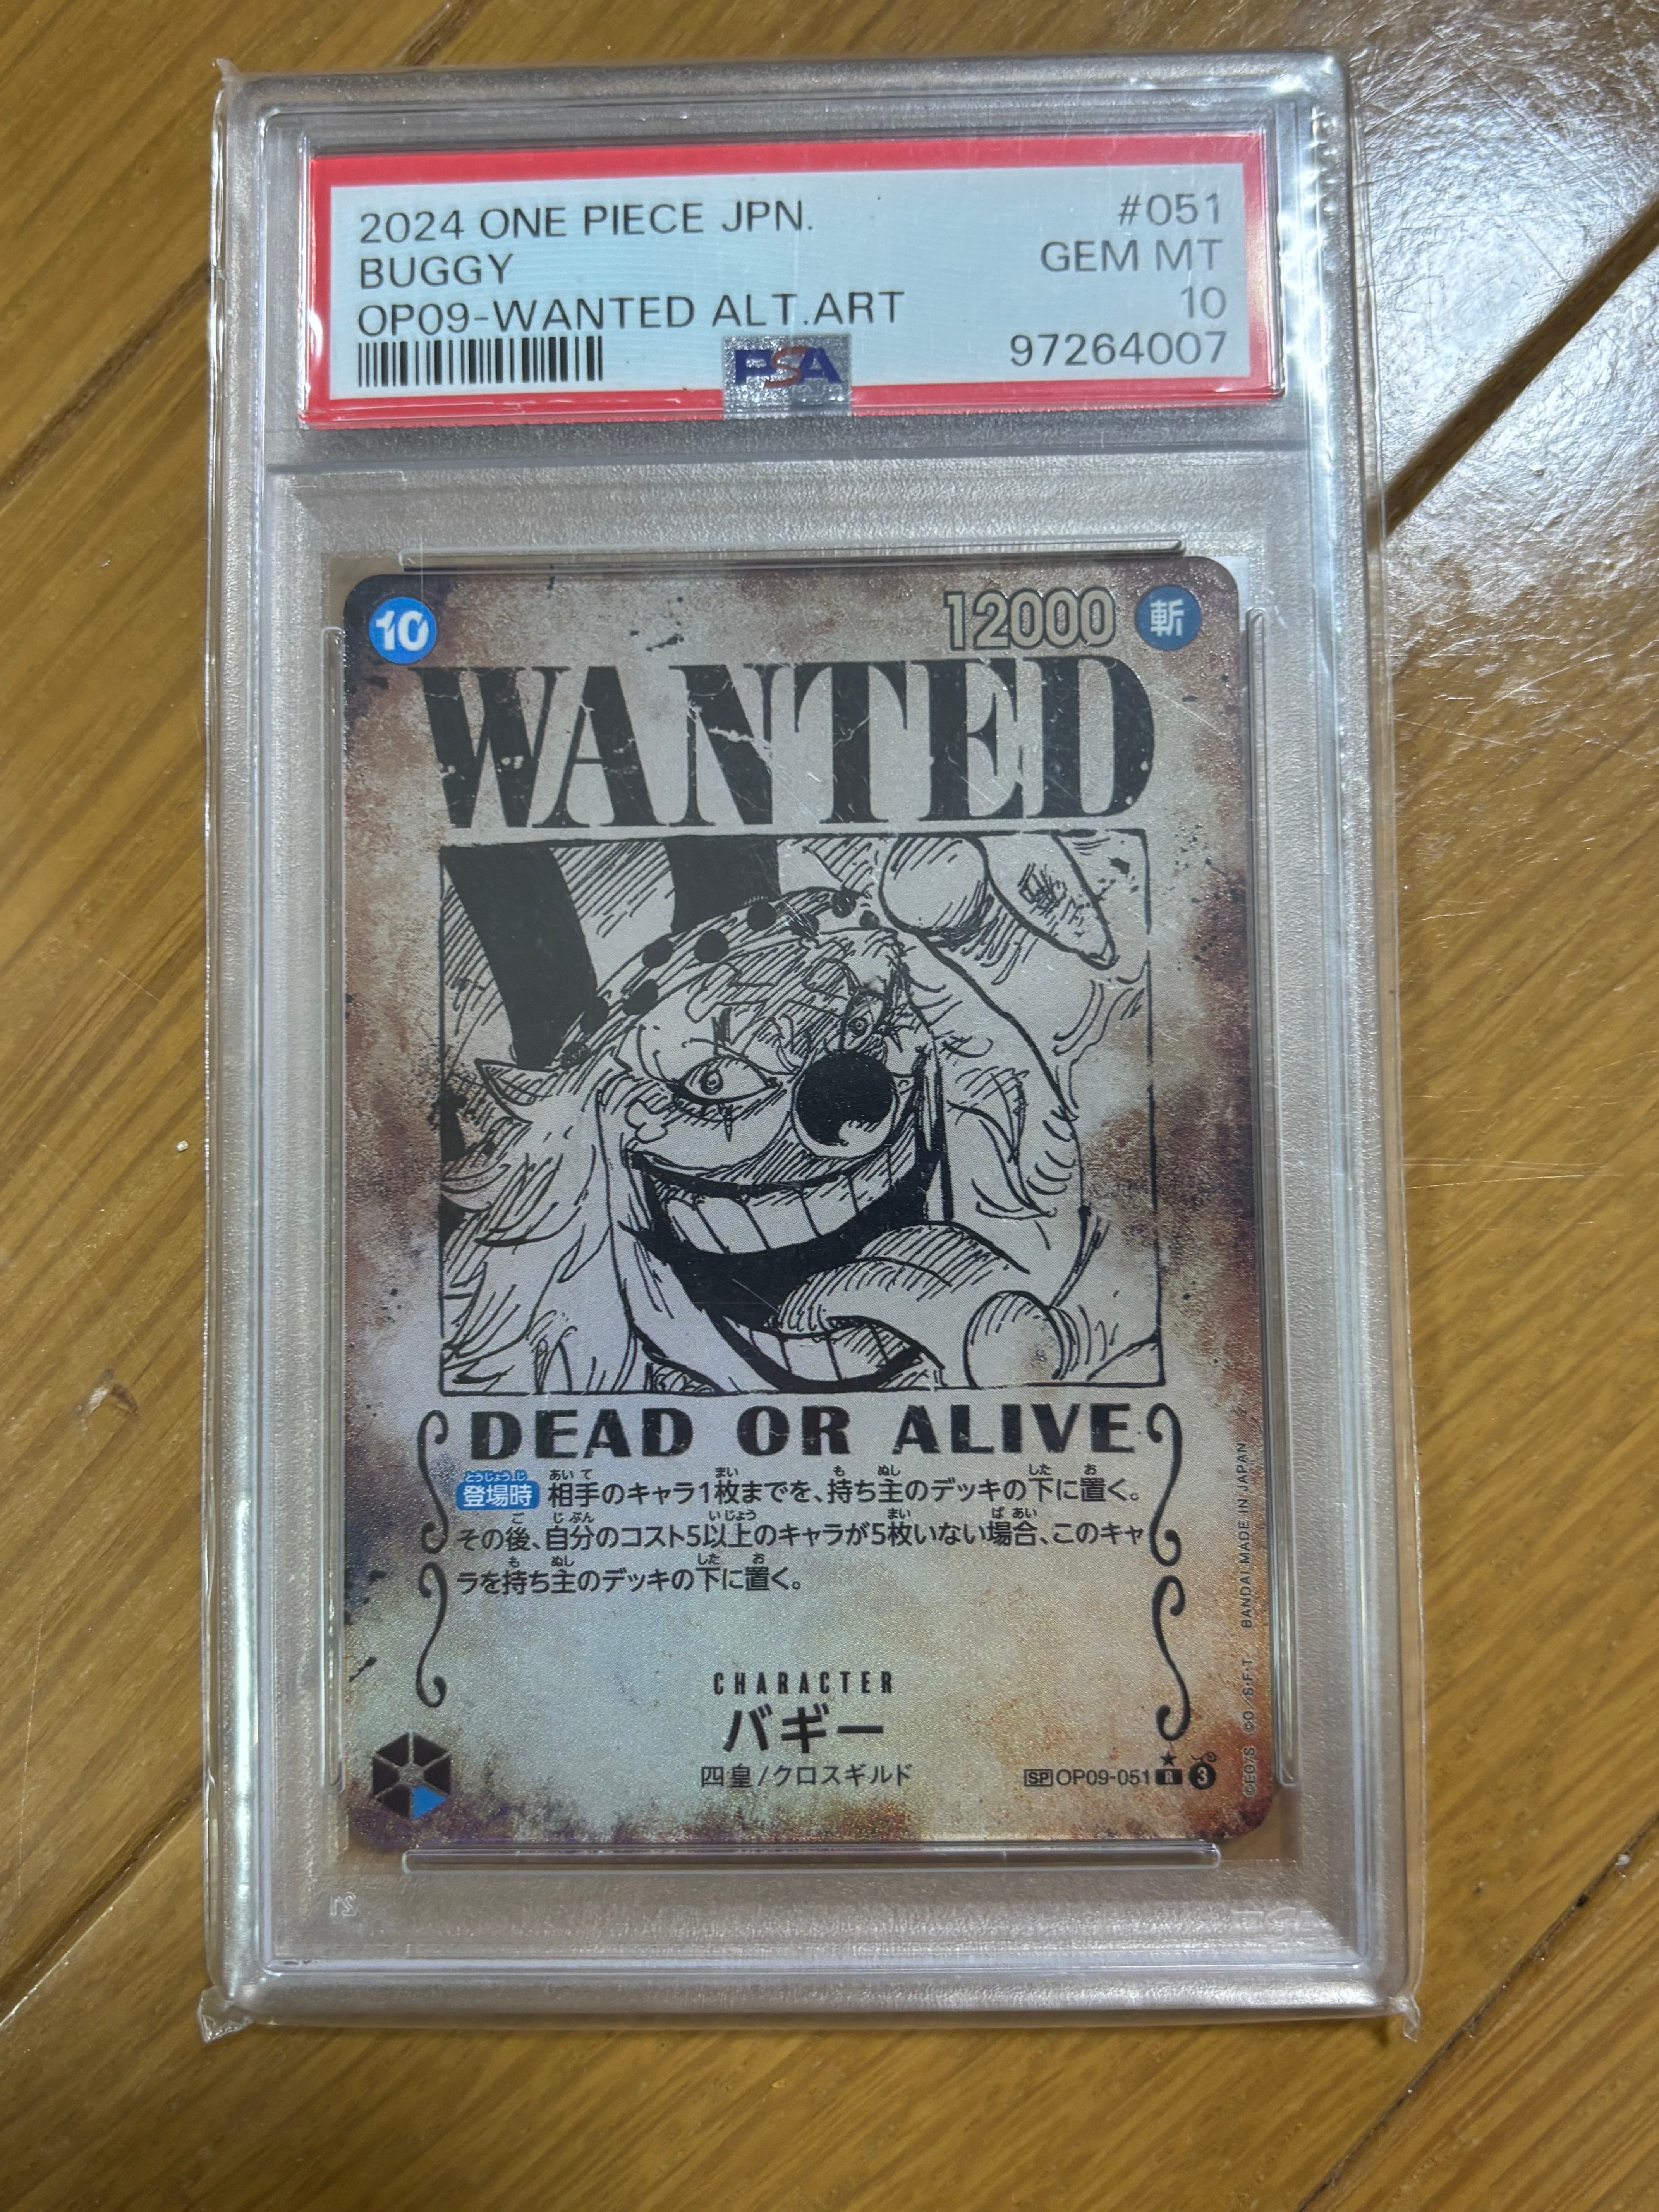 2024 ONE PIECE JPN. #051
BUGGY GEM MT
OP09-WANTED ALT.ART 10
PSA 97264007
10 12000 斬
WANTED
DEAD OR ALIVE
登場時 相手のキャラ1枚までを、持ち主のデッキの下に置く。
その後、自分のコスト5以上のキャラが5枚いない場合、このキャ
ラを持ち主のデッキの下に置く。
CHARACTER
バギー
四皇/クロスギルド
SP OP09-051 R 3
©E.O/S. ©O./S.F.T. BANDAI MADE IN JAPAN